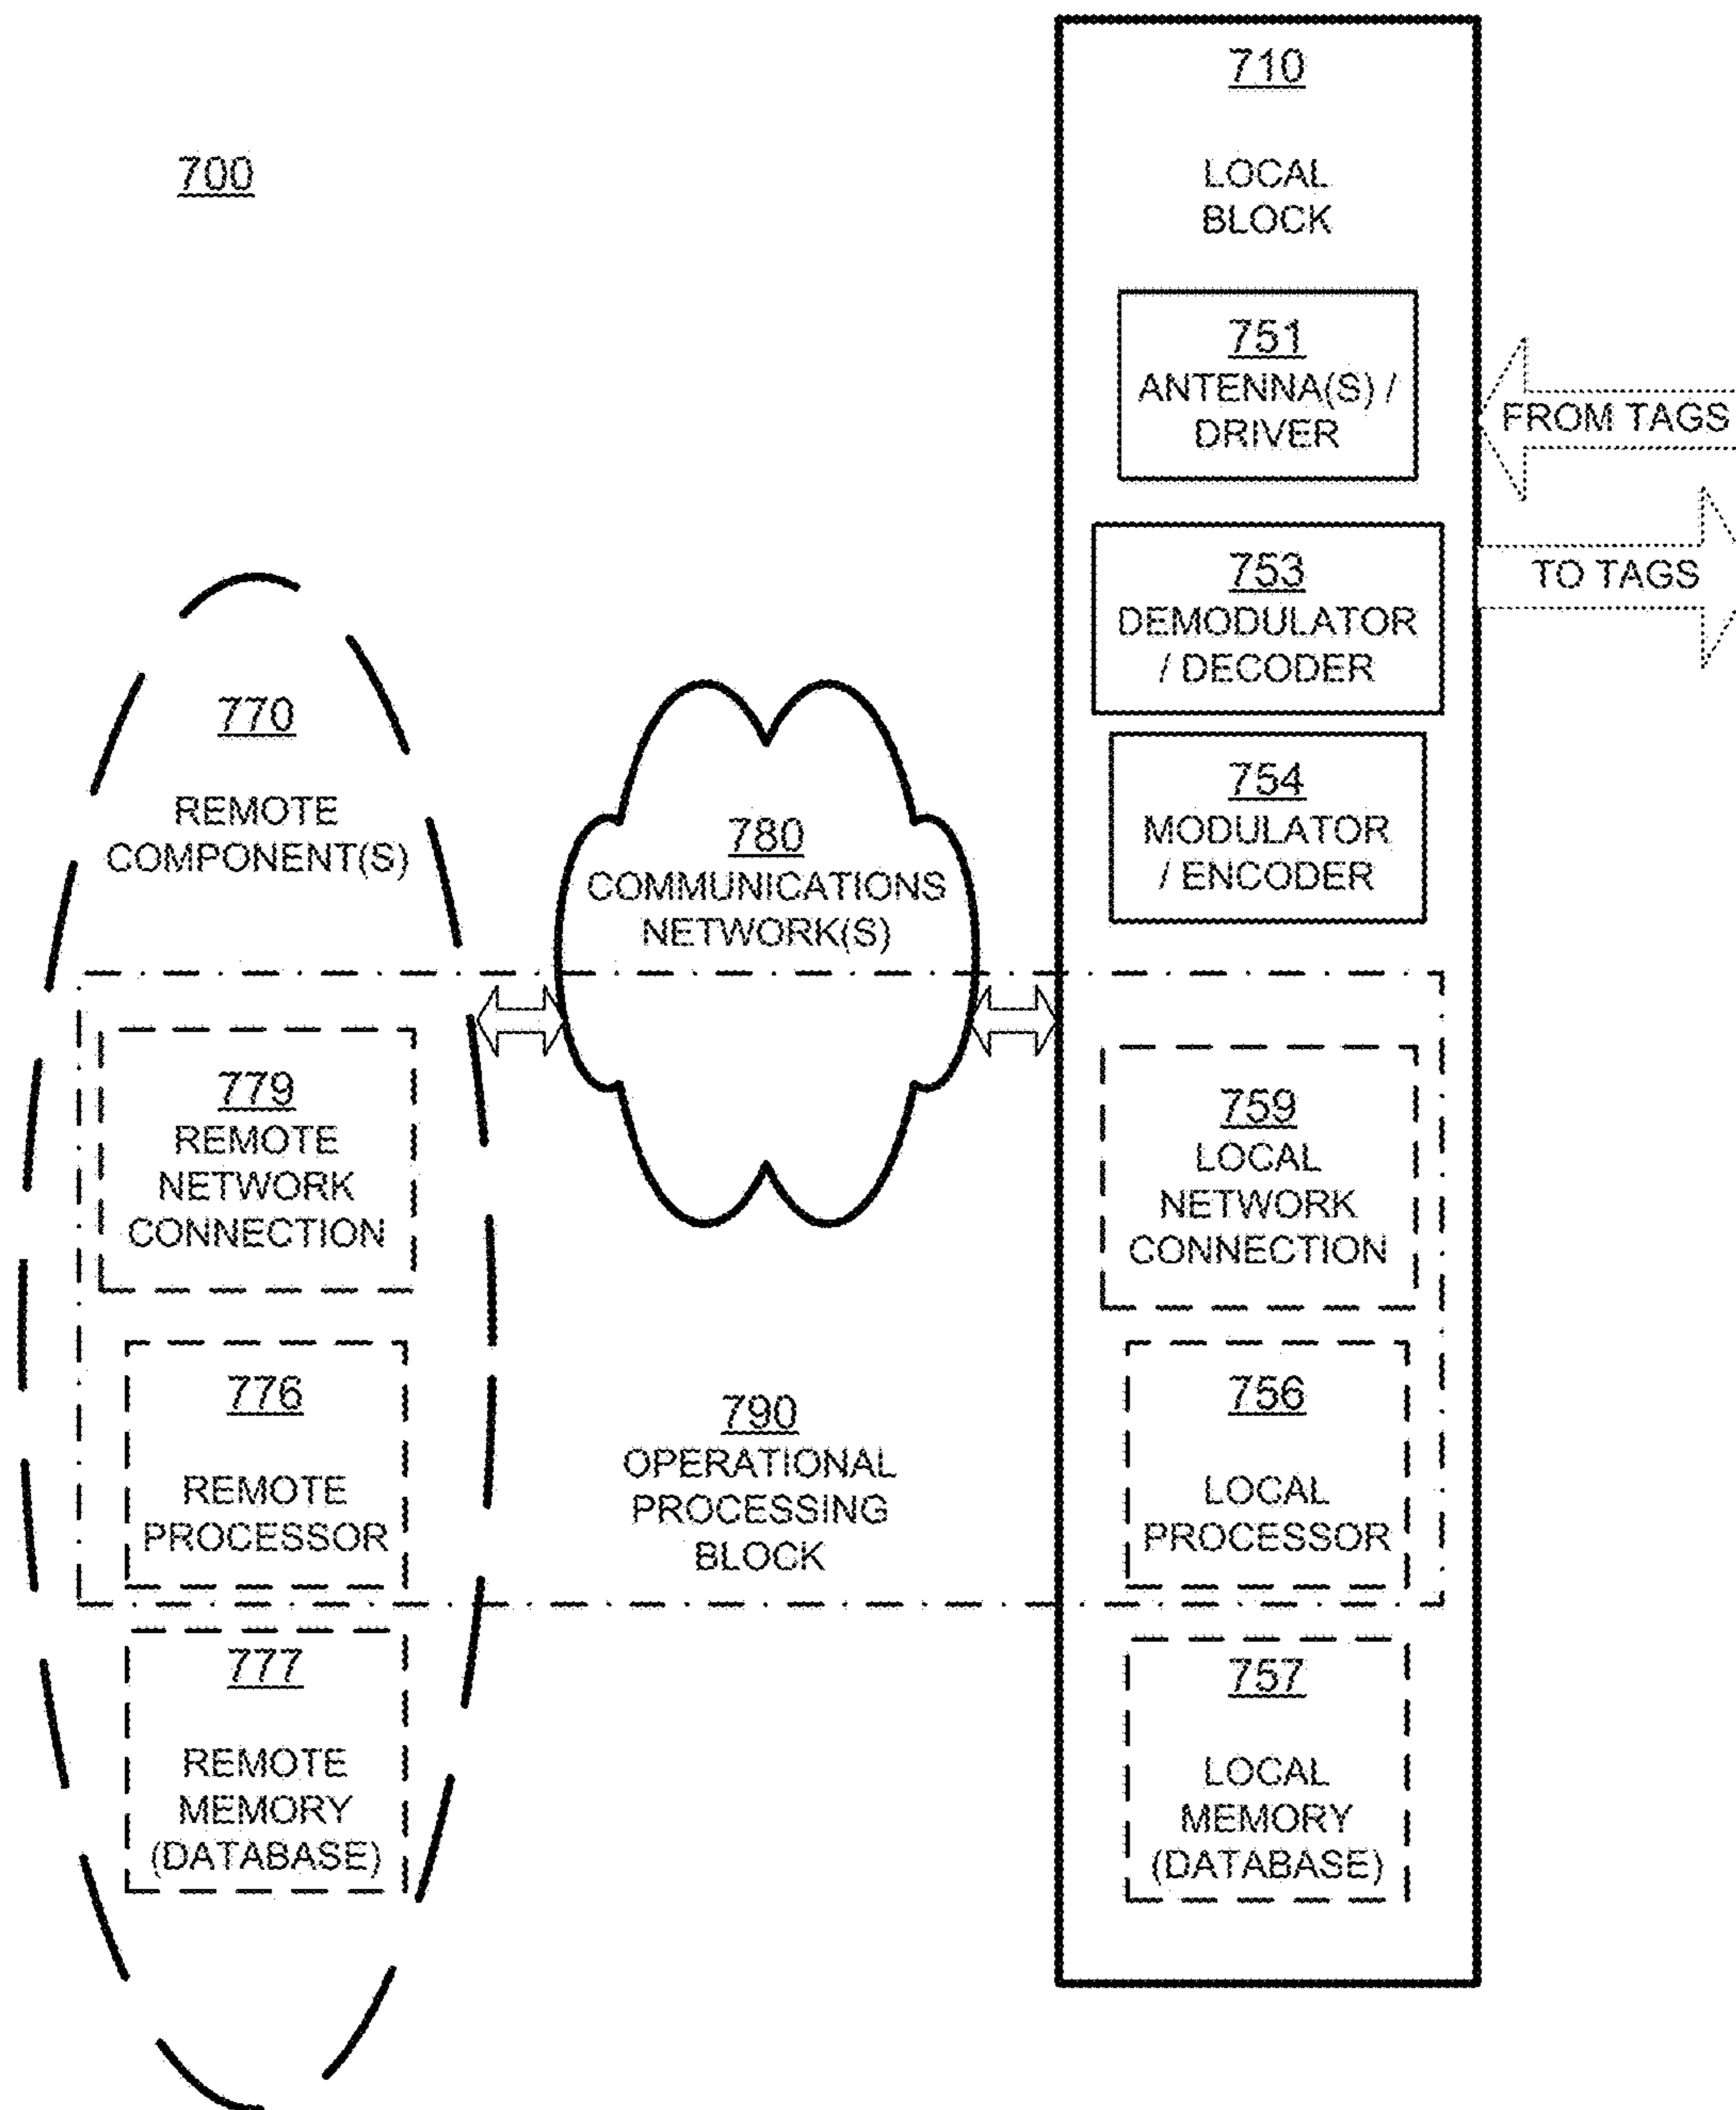 700
710
LOCAL
BLOCK
751
ANTENNA(S) /
DRIVER
FROM TAGS
753
DEMODULATOR
/ DECODER
TO TAGS
754
MODULATOR
/ ENCODER
770
REMOTE
COMPONENT(S)
780
COMMUNICATIONS
NETWORK(S)
779
REMOTE
NETWORK
CONNECTION
759
LOCAL
NETWORK
CONNECTION
776
REMOTE
PROCESSOR
790
OPERATIONAL
PROCESSING
BLOCK
756
LOCAL
PROCESSOR
777
REMOTE
MEMORY
(DATABASE)
757
LOCAL
MEMORY
(DATABASE)